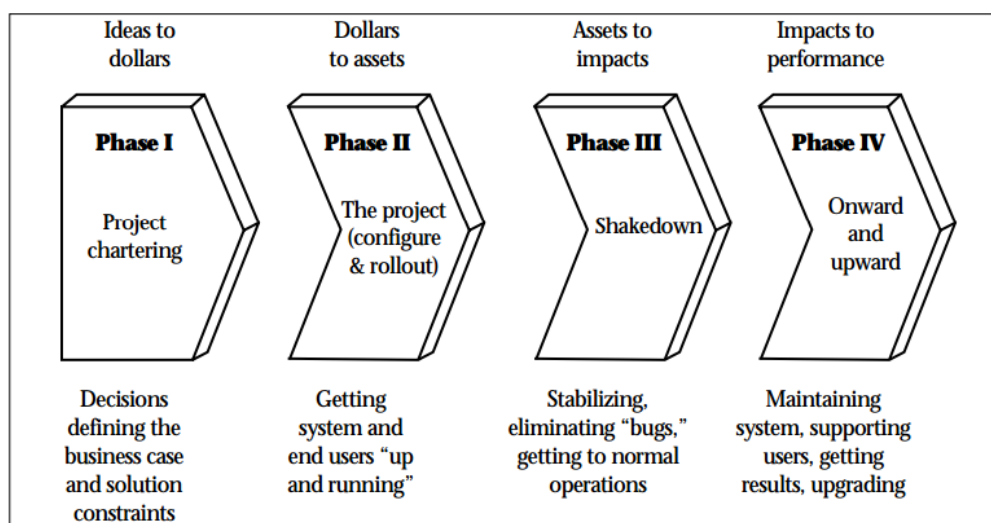 Ideas to
dollars
Dollars
to assets
Assets to
impacts
Impacts to
performance
Phase I
Project
chartering
Phase II
The project
(configure
& rollout)
Phase III
Shakedown
Phase IV
Onward
and
upward
Decisions
defining the
business case
and solution
constraints
Getting
system and
end users “up
and running”
Stabilizing,
eliminating “bugs,”
getting to normal
operations
Maintaining
system, supporting
users, getting
results, upgrading